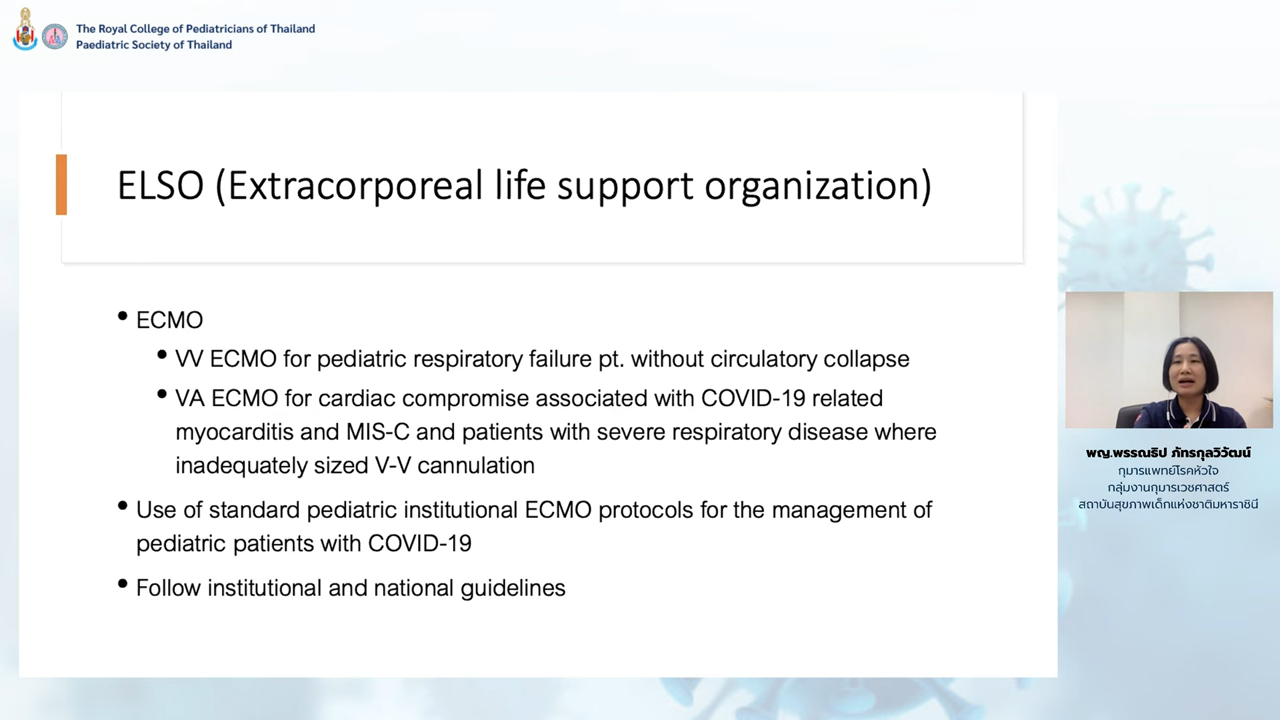 The Royal College of Pediatricians of Thailand
Paediatric Society of Thailand
ELSO (Extracorporeal life support organization)
• ECMO
• VV ECMO for pediatric respiratory failure pt. without circulatory collapse
• VA ECMO for cardiac compromise associated with COVID-19 related
myocarditis and MIS-C and patients with severe respiratory disease where
inadequately sized V-V cannulation
• Use of standard pediatric institutional ECMO protocols for the management of
pediatric patients with COVID-19
• Follow institutional and national guidelines
พญ.พรรณธิป ภัทรกุลวิวัฒน์
กุมารแพทย์โรคหัวใจ
กลุ่มงานกุมารเวชศาสตร์
สถาบันสุขภาพเด็กแห่งชาติมหาราชินี